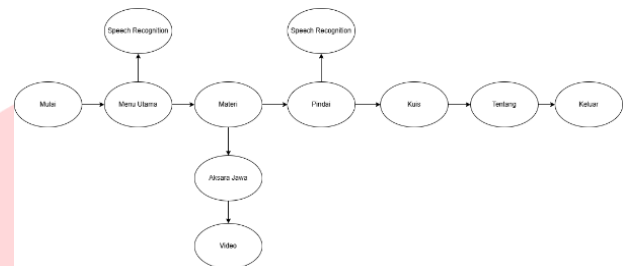 Speech Recognition
Speech Recognition
Mulai
Menu Utama
Materi
Pindai
Kuis
Tentang
Keluar
Aksara Jawa
Video